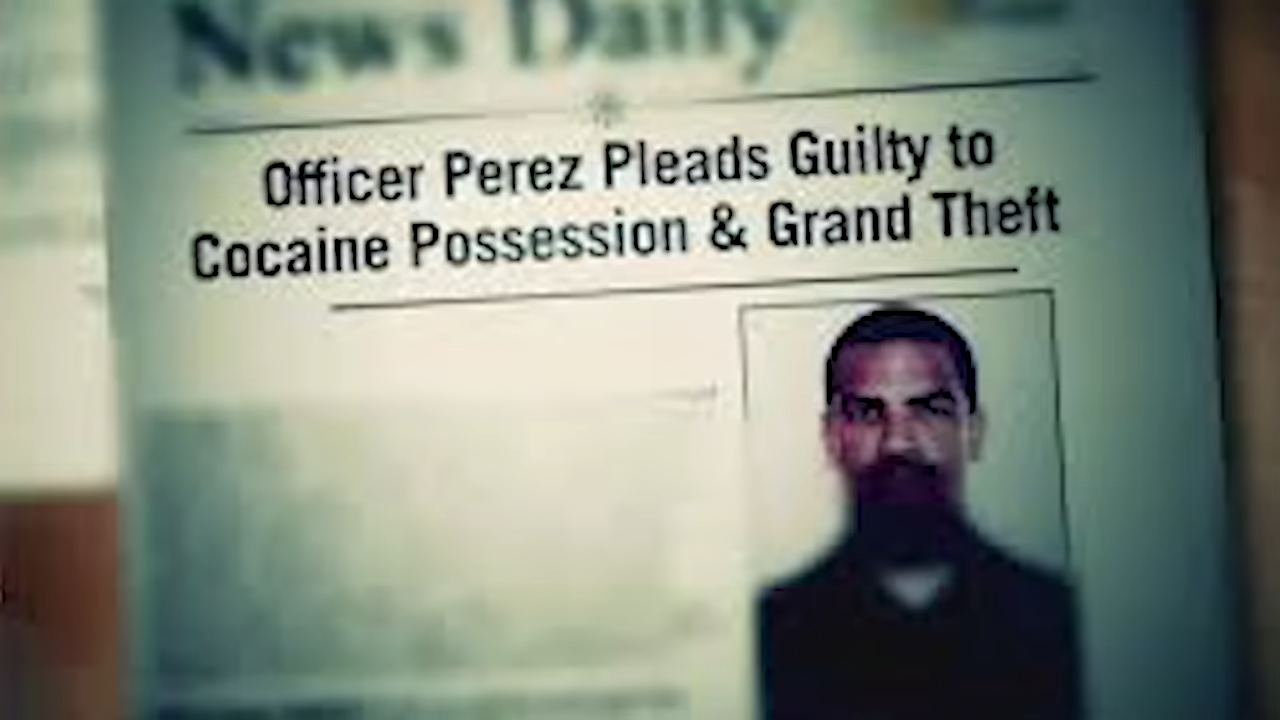 News Daily
Officer Perez Pleads Guilty to
Cocaine Possession & Grand Theft